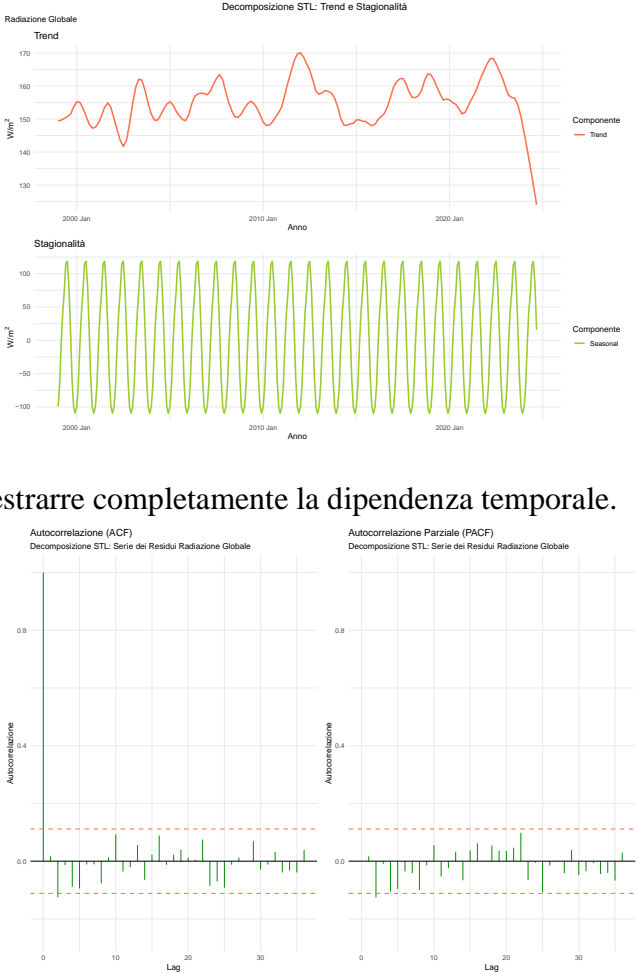 Decomposizione STL: Trend e Stagionalità
Radiazione Globale
Trend
170
160
150
140
130
W/m²
2000 Jan
2010 Jan
2020 Jan
Anno
Componente
Trend
Stagionalità
100
50
0
−50
−100
W/m²
2000 Jan
2010 Jan
2020 Jan
Anno
Componente
Seasonal
estrarre completamente la dipendenza temporale.
Autocorrelazione (ACF)
Decomposizione STL: Serie dei Residui Radiazione Globale
0.8
0.4
0.0
Autocorrelazione
0
10
20
30
Lag
Autocorrelazione Parziale (PACF)
Decomposizione STL: Serie dei Residui Radiazione Globale
0.8
0.4
0.0
Autocorrelazione
0
10
20
30
Lag